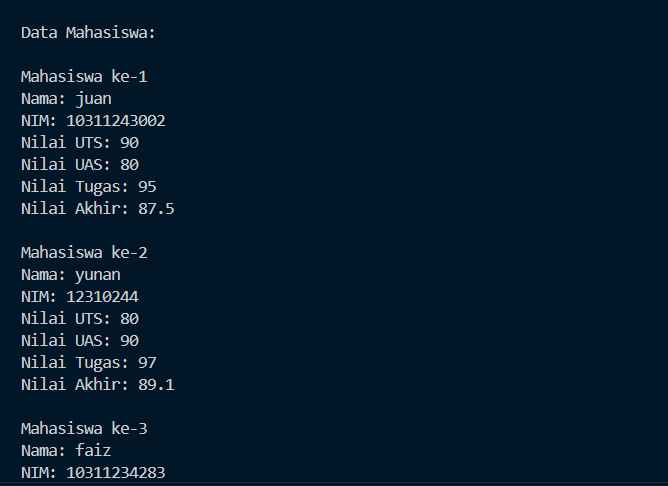 Data Mahasiswa:
Mahasiswa ke-1
Nama: juan
NIM: 10311243002
Nilai UTS: 90
Nilai UAS: 80
Nilai Tugas: 95
Nilai Akhir: 87.5
Mahasiswa ke-2
Nama: yunan
NIM: 12310244
Nilai UTS: 80
Nilai UAS: 90
Nilai Tugas: 97
Nilai Akhir: 89.1
Mahasiswa ke-3
Nama: faiz
NIM: 10311234283